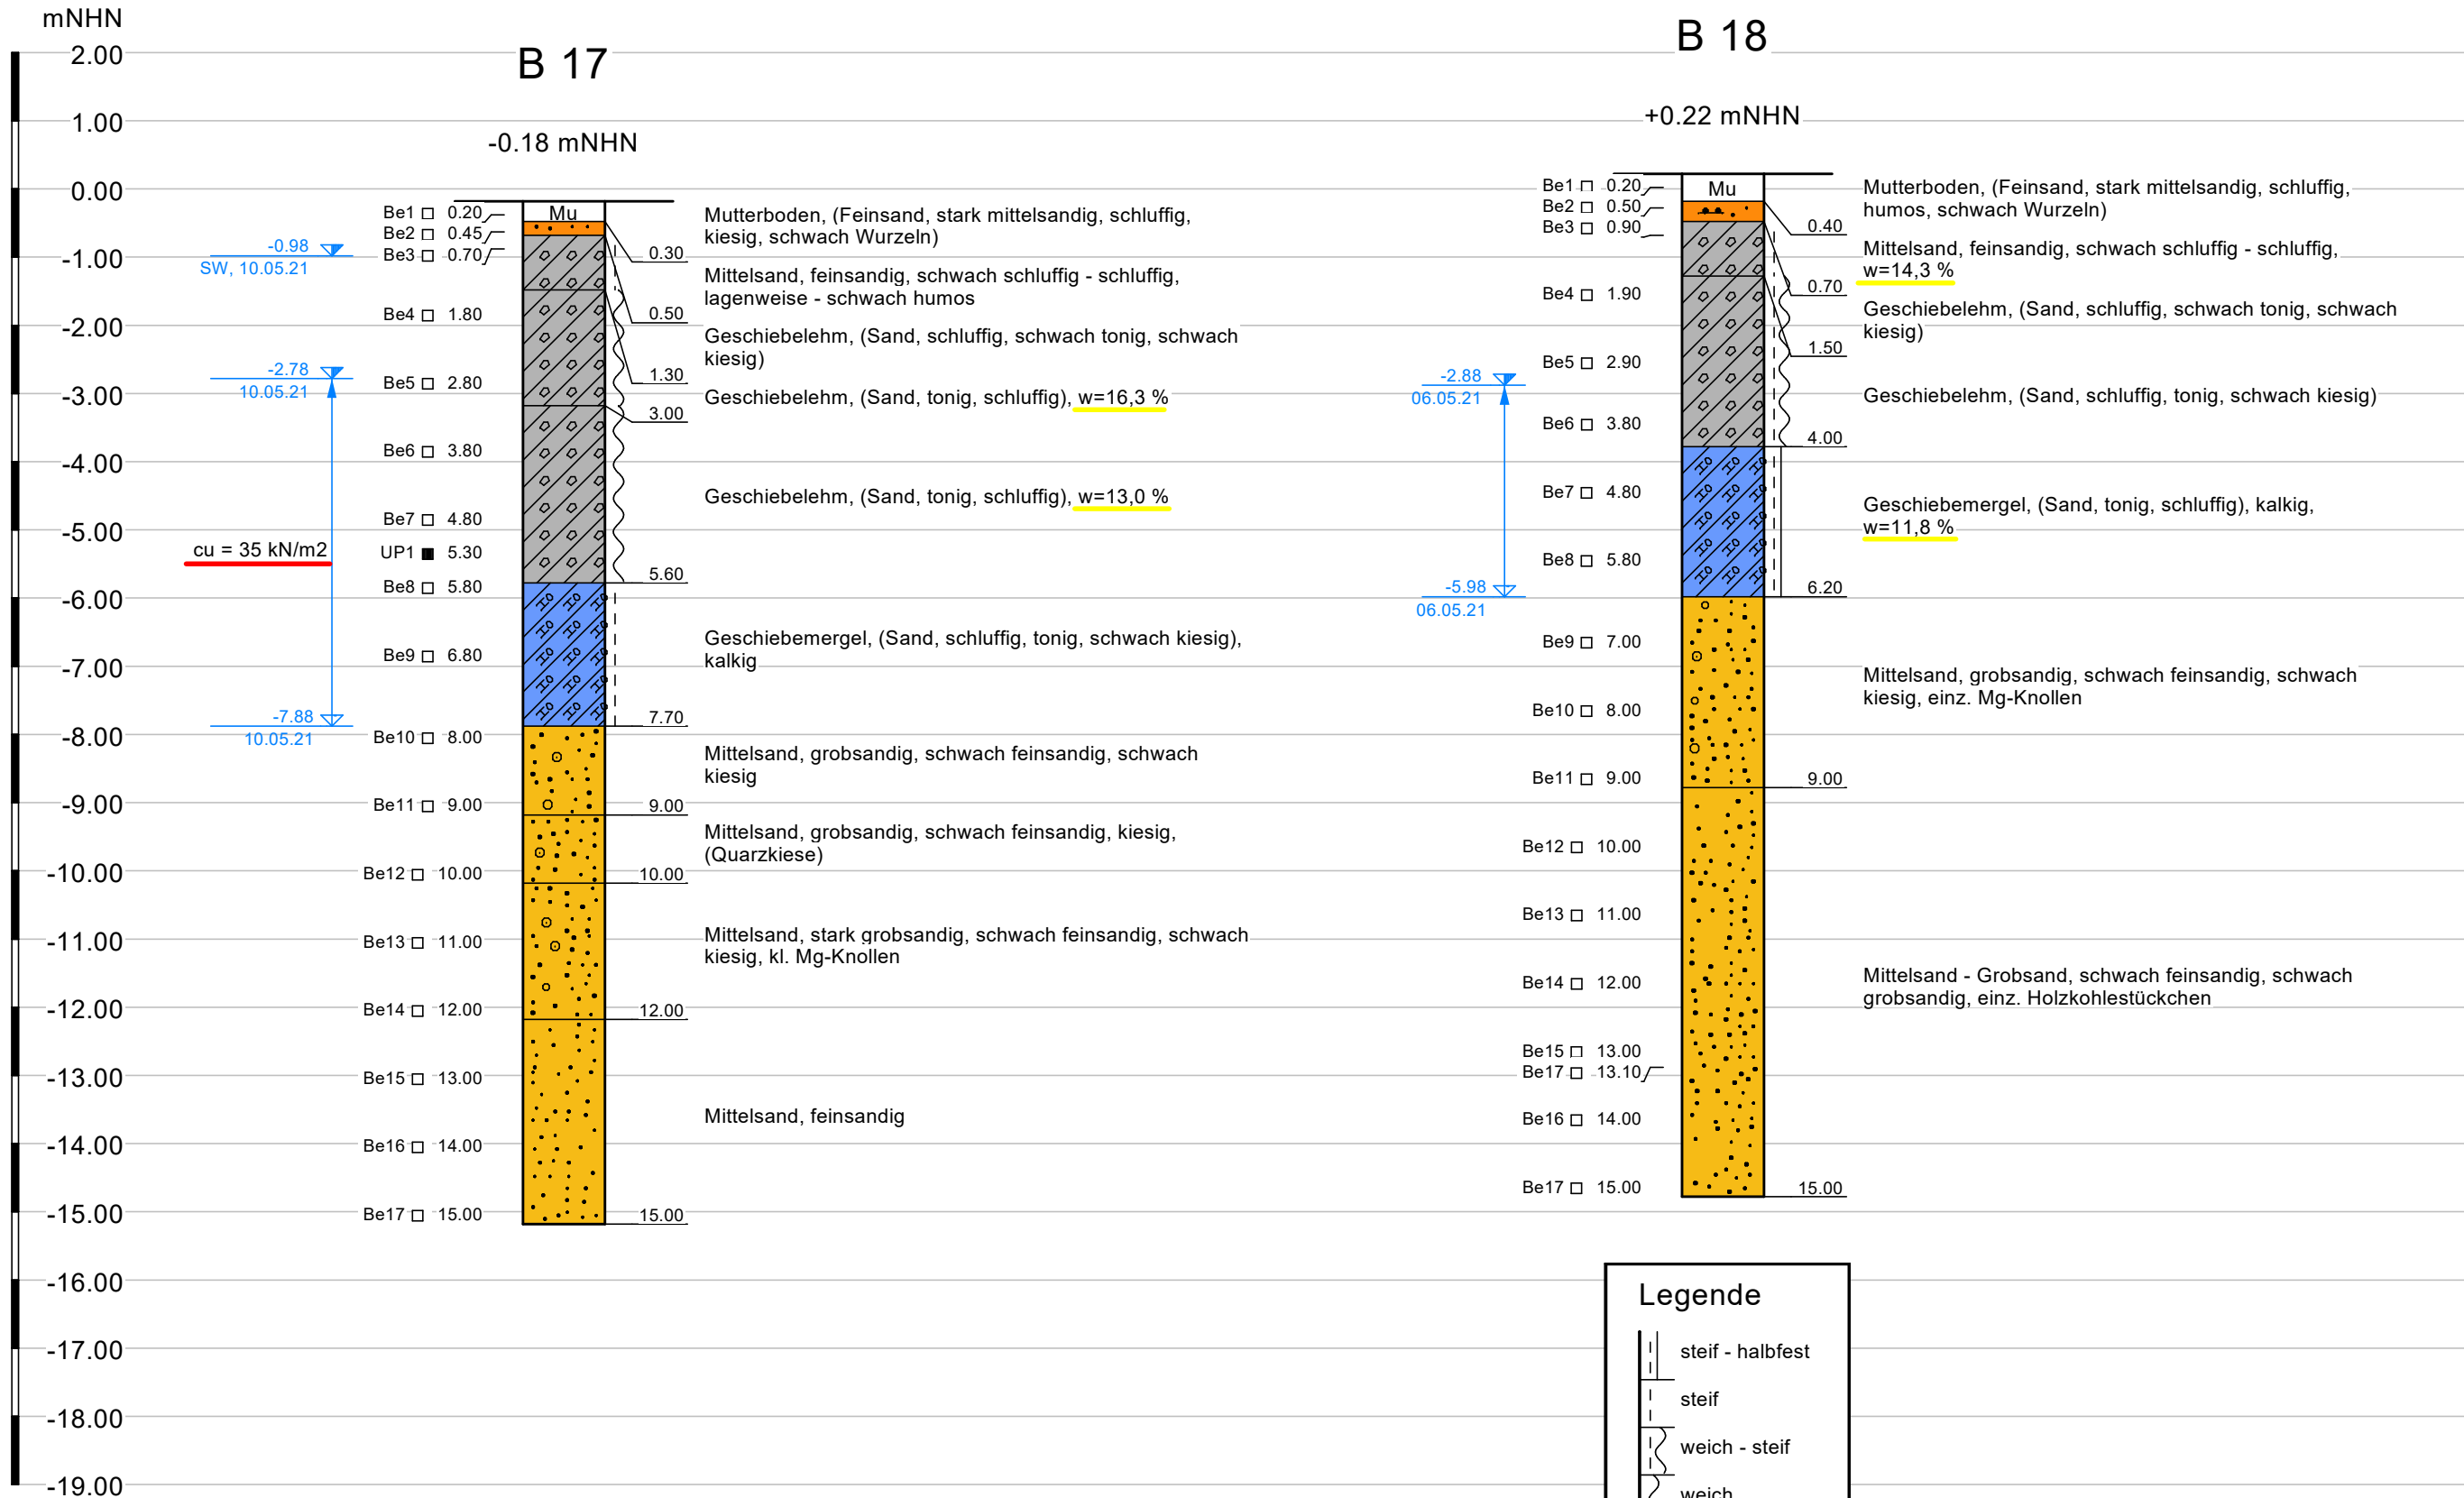 mNHN
2.00
1.00
0.00
-1.00
-2.00
-3.00
-4.00
-5.00
-6.00
-7.00
-8.00
-9.00
-10.00
-11.00
-12.00
-13.00
-14.00
-15.00
-16.00
-17.00
-18.00
-19.00
B 17
-0.18 mNHN
-0.98
SW, 10.05.21
-2.78
10.05.21
cu = 35 kN/m2
-7.88
10.05.21
Be1 0.20
Be2 0.45
Be3 0.70
Be4 1.80
Be5 2.80
Be6 3.80
Be7 4.80
UP1 5.30
Be8 5.80
Be9 6.80
Be10 8.00
Be11 9.00
Be12 10.00
Be13 11.00
Be14 12.00
Be15 13.00
Be16 14.00
Be17 15.00
Mu
0.30
0.50
1.30
3.00
5.60
7.70
9.00
10.00
12.00
15.00
Mutterboden, (Feinsand, stark mittelsandig, schluffig,
kiesig, schwach Wurzeln)
Mittelsand, feinsandig, schwach schluffig - schluffig,
lagenweise - schwach humos
Geschiebelehm, (Sand, schluffig, schwach tonig, schwach
kiesig)
Geschiebelehm, (Sand, tonig, schluffig), w=16,3 %
Geschiebelehm, (Sand, tonig, schluffig), w=13,0 %
Geschiebemergel, (Sand, schluffig, tonig, schwach kiesig),
kalkig
Mittelsand, grobsandig, schwach feinsandig, schwach
kiesig
Mittelsand, grobsandig, schwach feinsandig, kiesig,
(Quarzkiese)
Mittelsand, stark grobsandig, schwach feinsandig, schwach
kiesig, kl. Mg-Knollen
Mittelsand, feinsandig
B 18
+0.22 mNHN
-2.88
06.05.21
-5.98
06.05.21
Be1 0.20
Be2 0.50
Be3 0.90
Be4 1.90
Be5 2.90
Be6 3.80
Be7 4.80
Be8 5.80
Be9 7.00
Be10 8.00
Be11 9.00
Be12 10.00
Be13 11.00
Be14 12.00
Be15 13.00
Be17 13.10
Be16 14.00
Be17 15.00
Mu
0.40
0.70
1.50
4.00
6.20
9.00
15.00
Mutterboden, (Feinsand, stark mittelsandig, schluffig,
humos, schwach Wurzeln)
Mittelsand, feinsandig, schwach schluffig - schluffig,
w=14,3 %
Geschiebelehm, (Sand, schluffig, schwach tonig, schwach
kiesig)
Geschiebelehm, (Sand, schluffig, tonig, schwach kiesig)
Geschiebemergel, (Sand, tonig, schluffig), kalkig,
w=11,8 %
Mittelsand, grobsandig, schwach feinsandig, schwach
kiesig, einz. Mg-Knollen
Mittelsand - Grobsand, schwach feinsandig, schwach
grobsandig, einz. Holzkohlestückchen
Legende
steif - halbfest
steif
weich - steif
weich